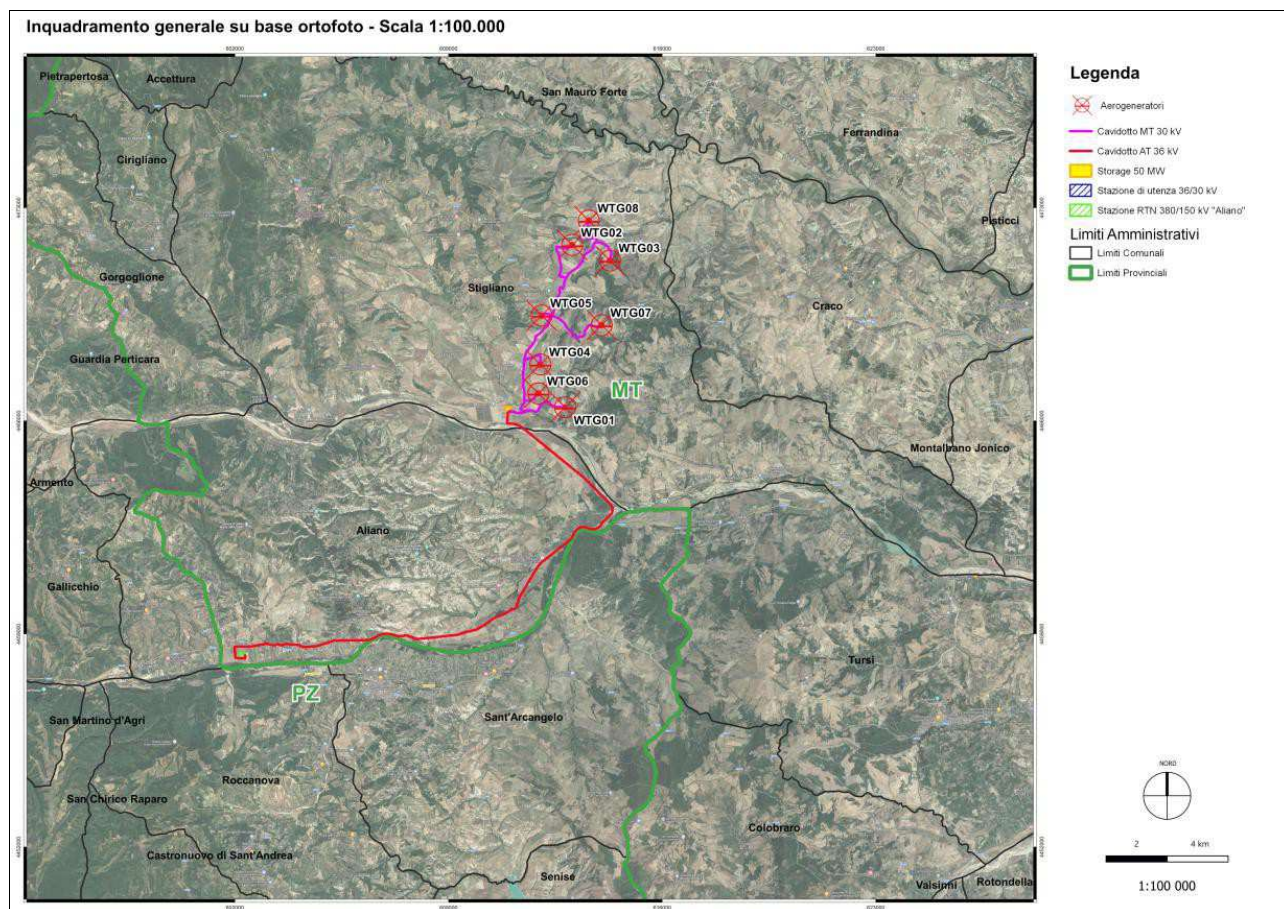 Inquadramento generale su base ortofoto - Scala 1:100.000
Pietrapertosa
Accettura
San Mauro Forte
Ferrandina
Cirigliano
Pisticci
WTG08
WTG02
WTG03
Gorgoglione
Stigliano
WTG05
WTG07
Craco
Guardia Perticara
WTG04
WTG06
MT
WTG01
Montalbano Jonico
Armento
Aliano
Gallicchio
Tursi
PZ
San Martino d'Agri
Sant'Arcangelo
Roccanova
San Chirico Raparo
Colobraro
Castronuovo di Sant'Andrea
Senise
Valsinni
Rotondella
Legenda
Aerogeneratori
Cavidotto MT 30 kV
Cavidotto AT 36 kV
Storage 50 MW
Stazione di utenza 36/30 kV
Stazione RTN 380/150 kV "Aliano"
Limiti Amministrativi
Limiti Comunali
Limiti Provinciali
NORD
2 4 km
1:100 000